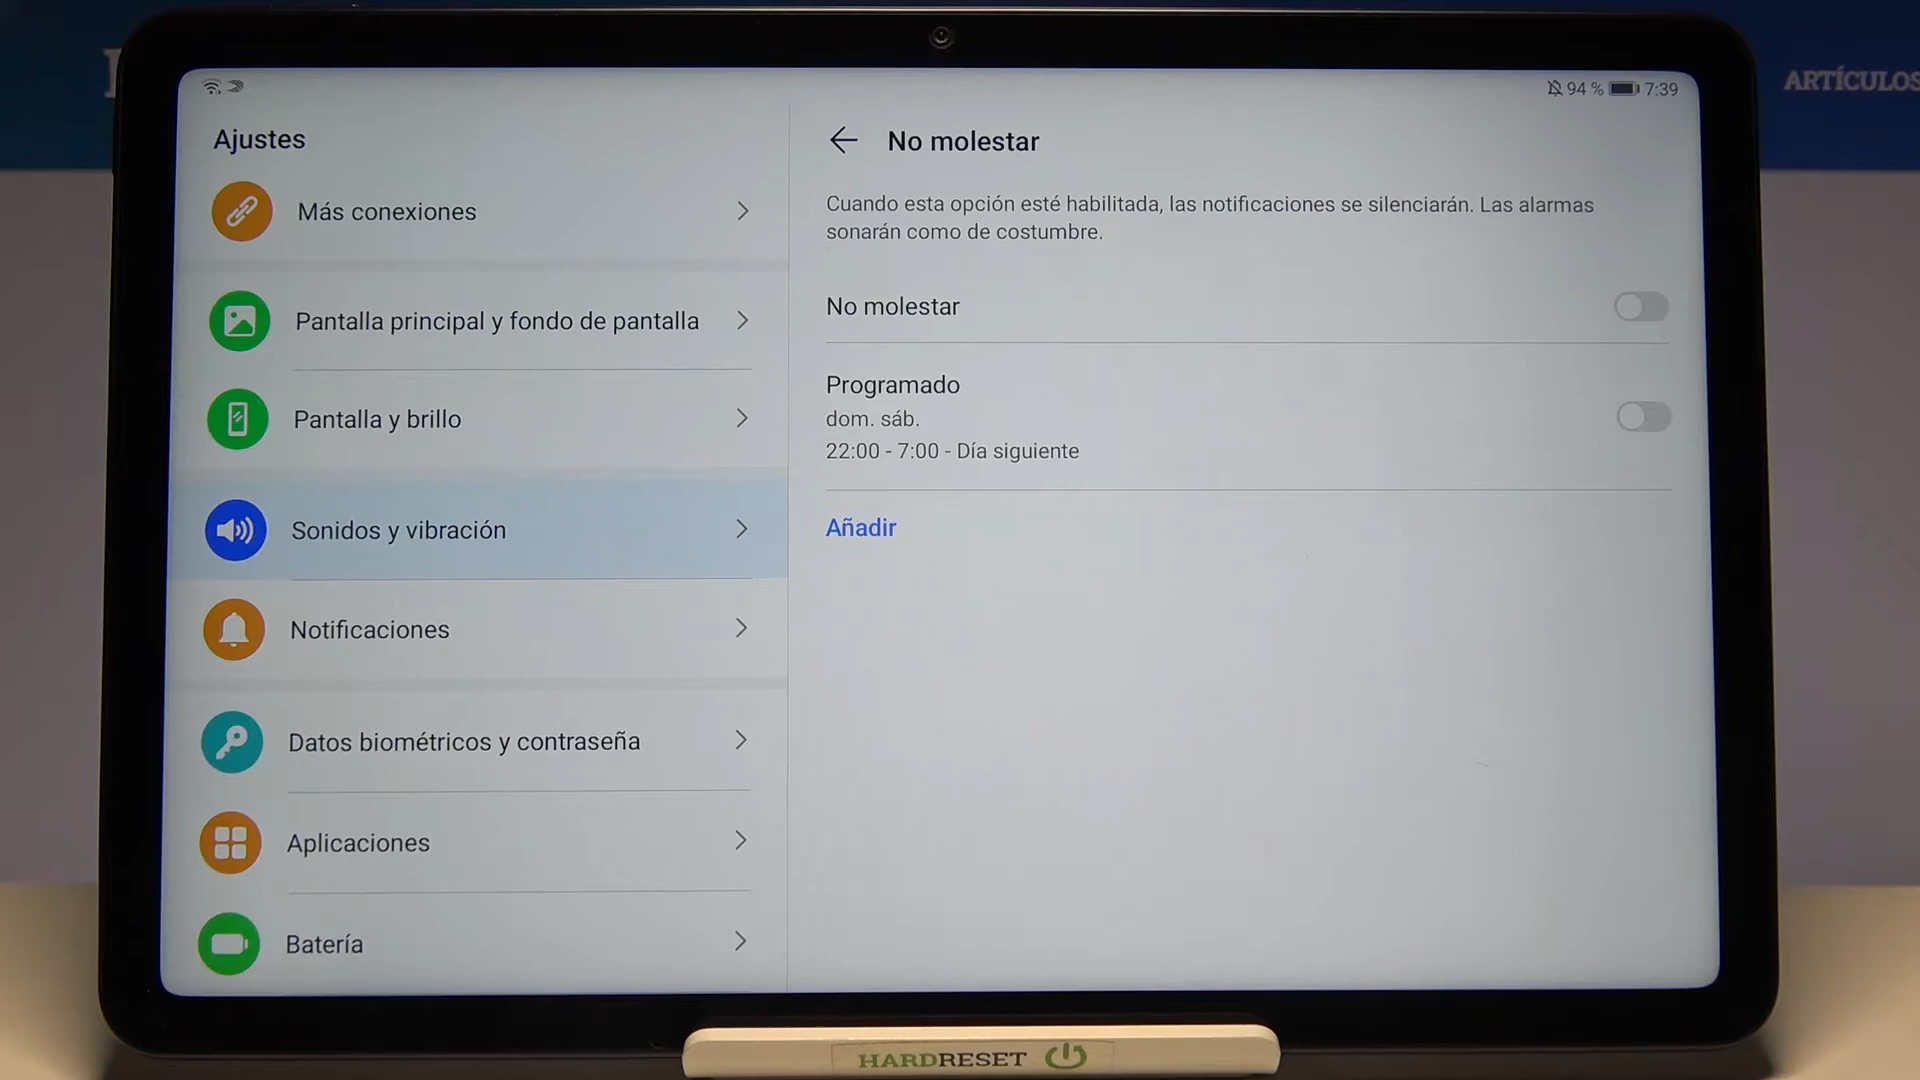 ARTÍCULOS
94 % 7:39
Ajustes
Más conexiones
Pantalla principal y fondo de pantalla
Pantalla y brillo
Sonidos y vibración
Notificaciones
Datos biométricos y contraseña
Aplicaciones
Batería
No molestar
Cuando esta opción esté habilitada, las notificaciones se silenciarán. Las alarmas
sonarán como de costumbre.
No molestar
Programado
dom. sáb.
22:00 - 7:00 - Día siguiente
Añadir
HARDRESET